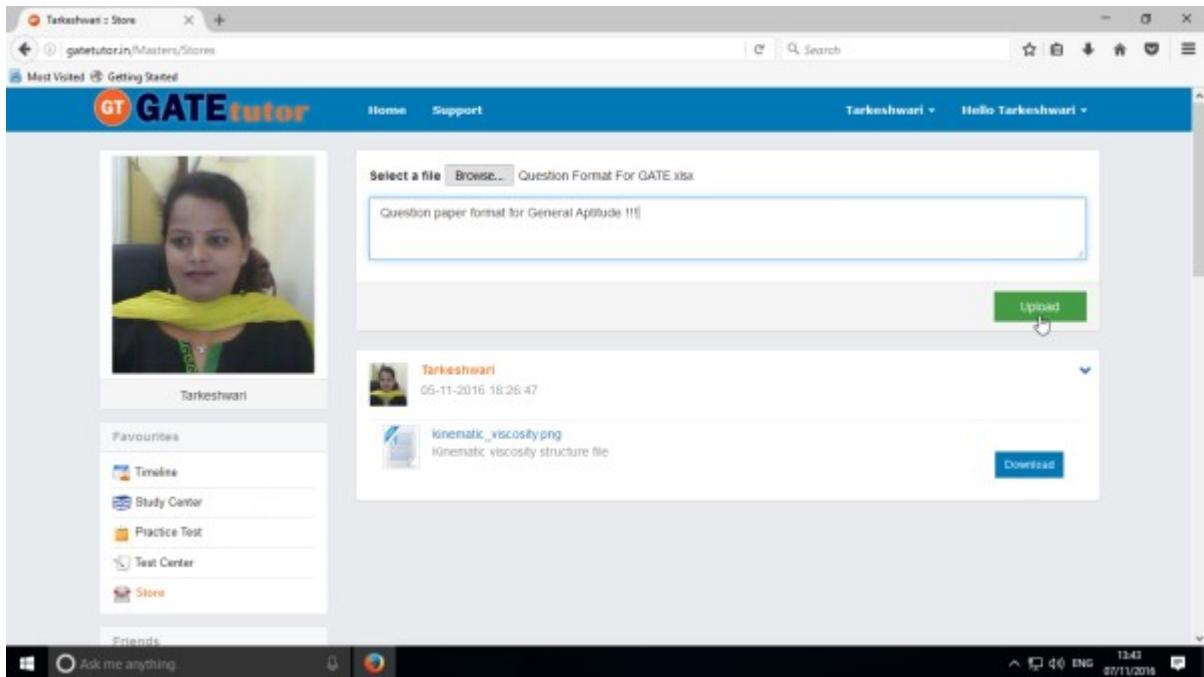 Tarkeshwari :: Store
gatetutor.in/Masters/Stores
Search
Most Visited Getting Started
GT GATEtutor Home Support Tarkeshwari Hello Tarkeshwari
Select a file Browse... Question Format For GATE.xlsx
Question paper format for General Aptitude !!!
Upload
Tarkeshwari
05-11-2016 18:26:47
kinematic_viscosity.png
Kinematic viscosity structure file
Download
Tarkeshwari
Favourites
Timeline
Study Center
Practice Test
Test Center
Store
Friends
Ask me anything
ENG
13:43
07/11/2016